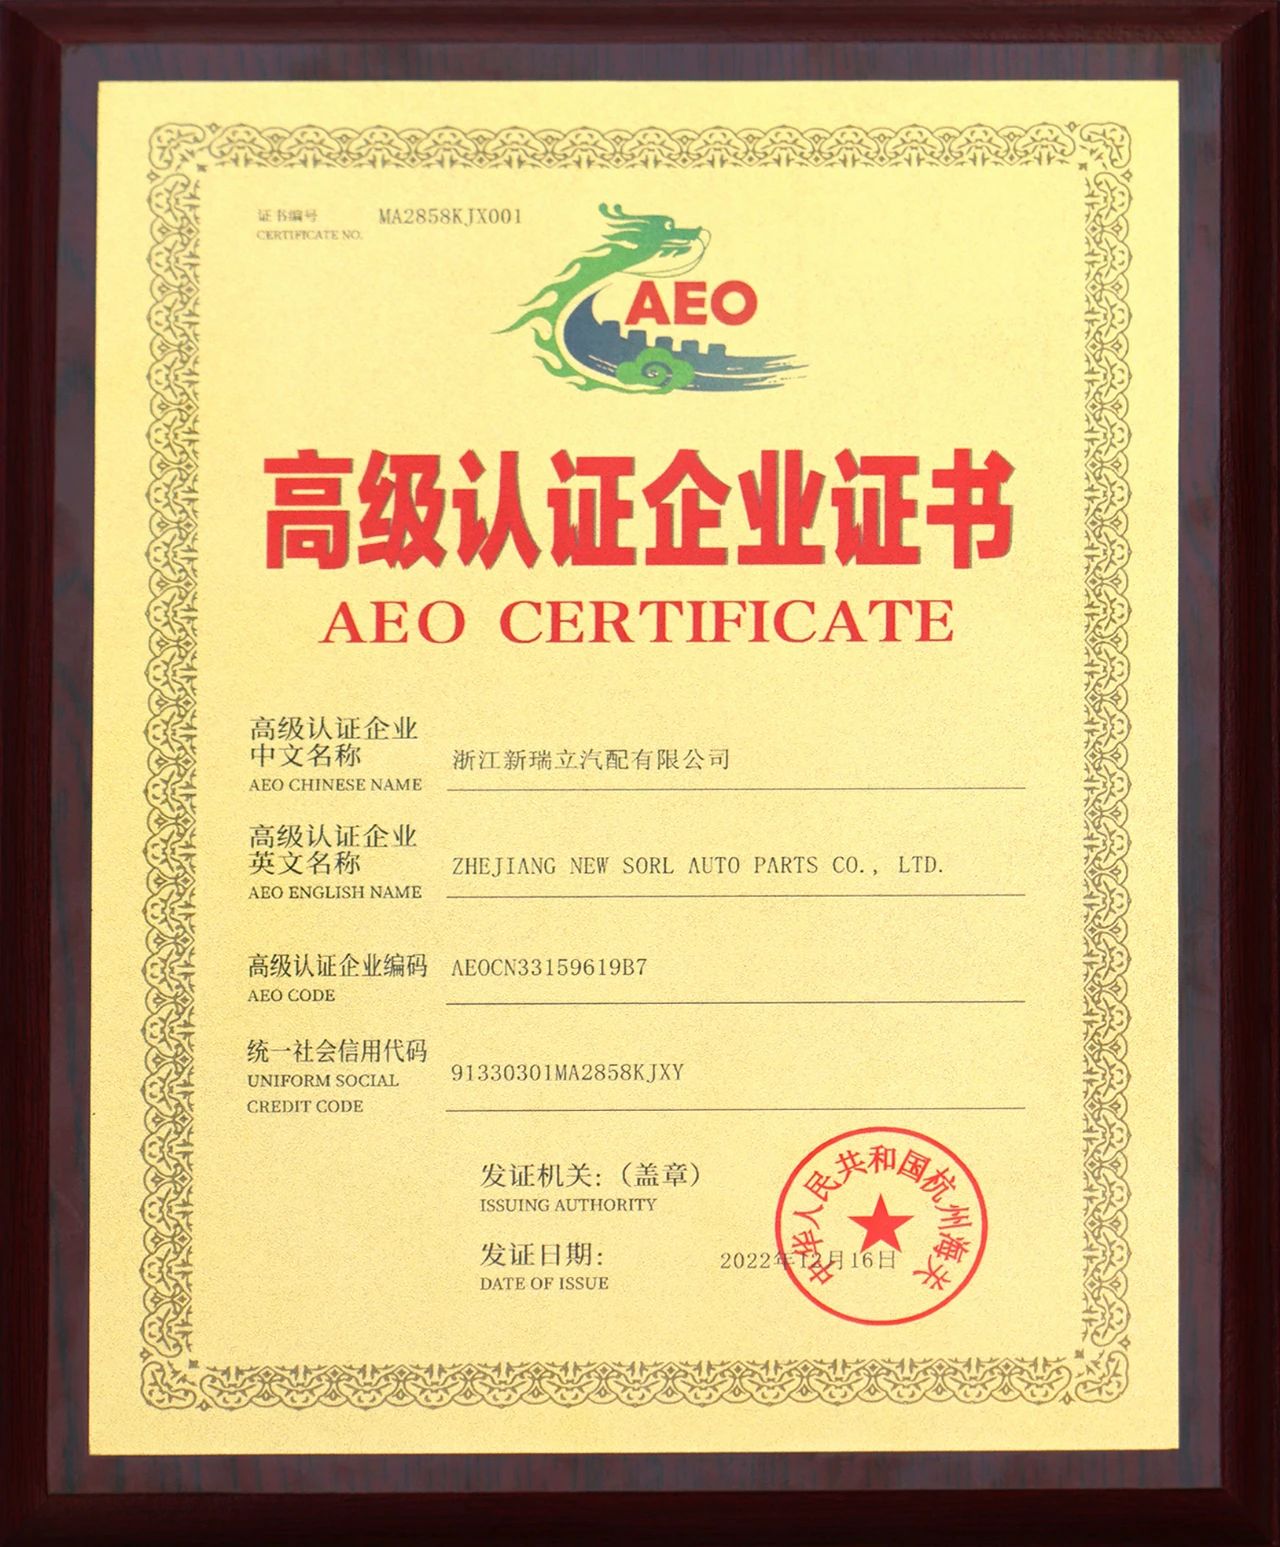 证书编号 MA2858KJX001
CERTIFICATE NO.
AEO
高级认证企业证书
AEO CERTIFICATE
高级认证企业
中文名称 浙江新瑞立汽配有限公司
AEO CHINESE NAME
高级认证企业
英文名称 ZHEJIANG NEW SORL AUTO PARTS CO., LTD.
AEO ENGLISH NAME
高级认证企业编码 AEOCN33159619B7
AEO CODE
统一社会信用代码
UNIFORM SOCIAL 91330301MA2858KJXY
CREDIT CODE
发证机关:（盖章）
ISSUING AUTHORITY
中华人民共和国杭州海关
发证日期: 2022年12月16日
DATE OF ISSUE